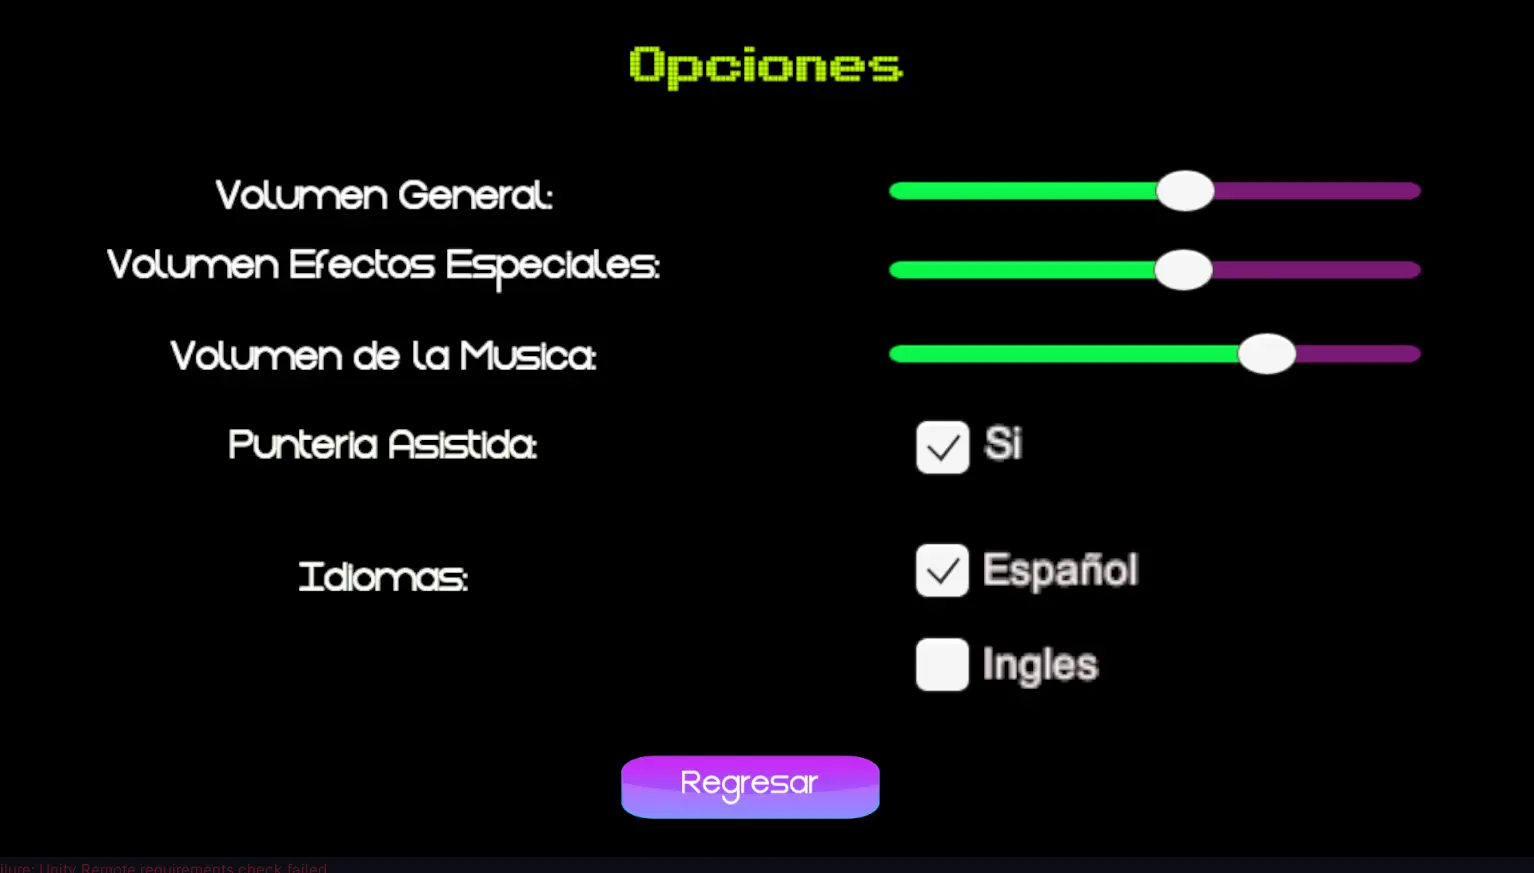 Opciones
Volumen General:
Volumen Efectos Especiales:
Volumen de la Musica:
Punteria Asistida:
Si
Idiomas:
Español
Ingles
Regresar
ilure: Unity Remote requirements check failed